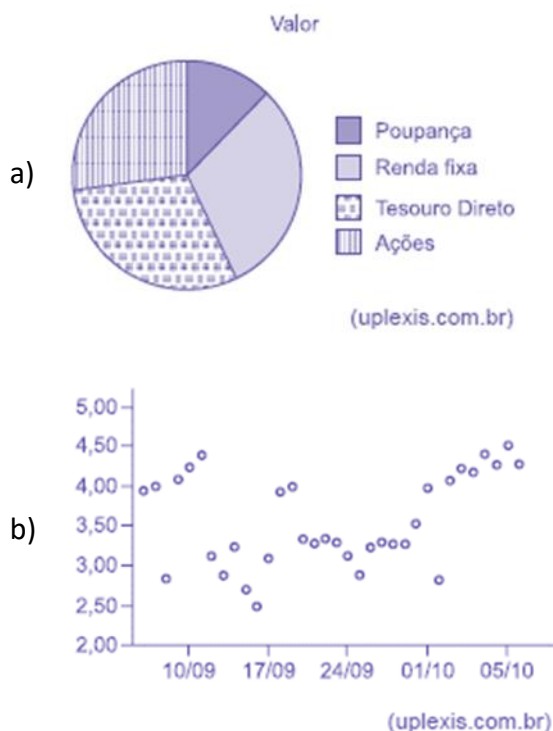 Valor
a)
Poupança
Renda fixa
Tesouro Direto
Ações
(uplexis.com.br)
b)
5,00
4,50
4,00
3,50
3,00
2,50
2,00
10/09 17/09 24/09 01/10 05/10
(uplexis.com.br)